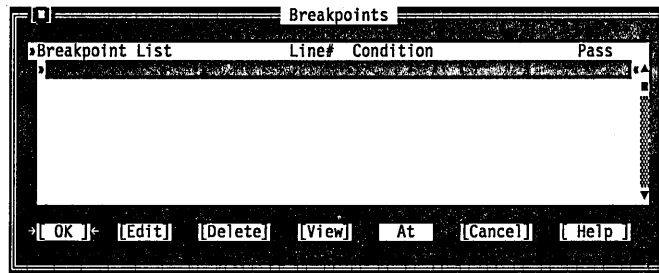 [■] Breakpoints
»Breakpoint List Line# Condition Pass
→[ OK ]← [Edit] [Delete] [View] At [Cancel] [ Help ]